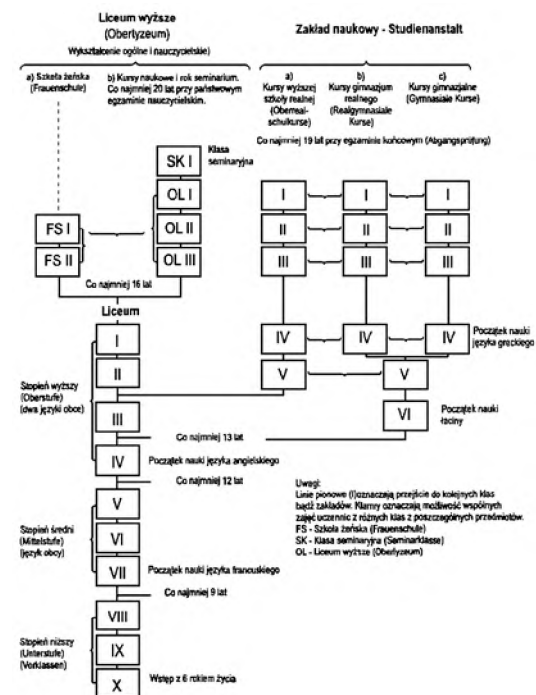 Liceum wyższe
(Oberlyzeum)
Wykształcenie ogólne i nauczycielskie)
a) Szkoła żeńska
(Frauenschule)
b) Kursy naukowe i rok seminarium.
Co najmniej 20 lat przy państwowym
egzaminie nauczycielskim.
Zakład naukowy - Studienanstalt
a)
Kursy wyższej
szkoły realnej
(Oberreal-
schulkurse)
b)
Kursy gimnazjum
realnego
(Realgymnasiale
Kurse)
c)
Kursy gimnazjalne
(Gymnasiale Kurse)
Co najmniej 19 lat przy egzaminie końcowym (Abgangsprüfung)
SK I
Klasa
seminaryjna
OL I
OL II
OL III
FS I
FS II
Co najmniej 16 lat
I
I
I
II
II
II
III
III
III
IV
IV
IV
Początek nauki
języka greckiego
V
V
VI
Początek nauki
łaciny
Liceum
I
II
III
IV
Stopień wyższy
(Oberstufe)
(dwa języki obce)
Co najmniej 13 lat
Początek nauki języka angielskiego
Co najmniej 12 lat
V
VI
VII
Stopień średni
(Mittelstufe)
(język obcy)
Początek nauki języka francuskiego
Co najmniej 9 lat
VIII
IX
X
Stopień niższy
(Unterstufe)
(Vorklassen)
Wstęp z 6 rokiem życia
Uwagi:
Linie pionowe (I)oznaczają przejście do kolejnych klas
bądź zakładów. Klamry oznaczają możliwość wspólnych
zajęć uczennic z różnych klas z poszczególnych przedmiotów.
FS - Szkoła żeńska (Frauenschule)
SK - Klasa seminaryjna (Seminarklasse)
OL - Liceum wyższe (Oberlyzeum)